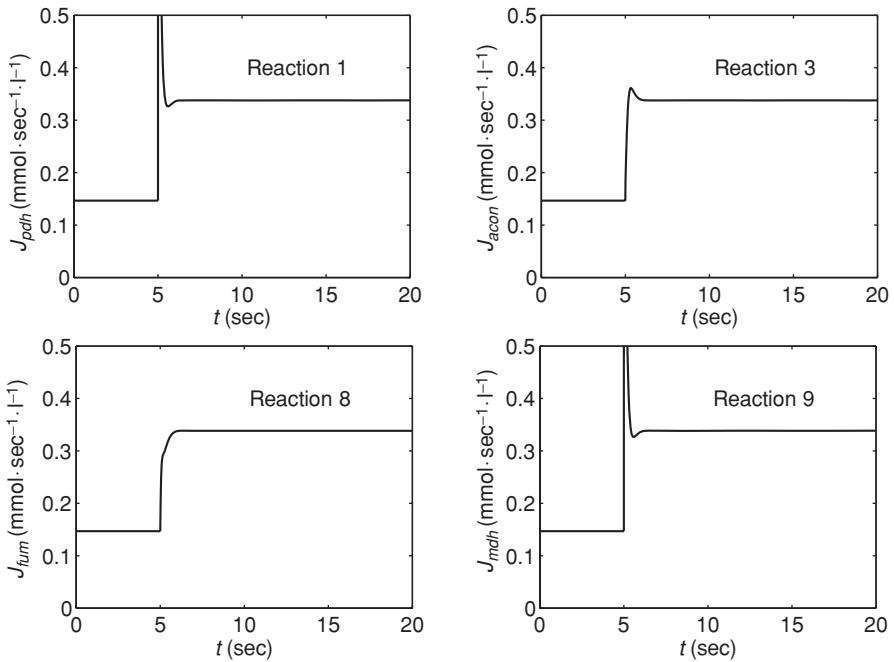 0.5
0.4
0.3
0.2
0.1
0
J_pdh (mmol·sec⁻¹·l⁻¹)
Reaction 1
0 5 10 15 20
t (sec)
0.5
0.4
0.3
0.2
0.1
0
J_acon (mmol·sec⁻¹·l⁻¹)
Reaction 3
0 5 10 15 20
t (sec)
0.5
0.4
0.3
0.2
0.1
0
J_fum (mmol·sec⁻¹·l⁻¹)
Reaction 8
0 5 10 15 20
t (sec)
0.5
0.4
0.3
0.2
0.1
0
J_mdh (mmol·sec⁻¹·l⁻¹)
Reaction 9
0 5 10 15 20
t (sec)